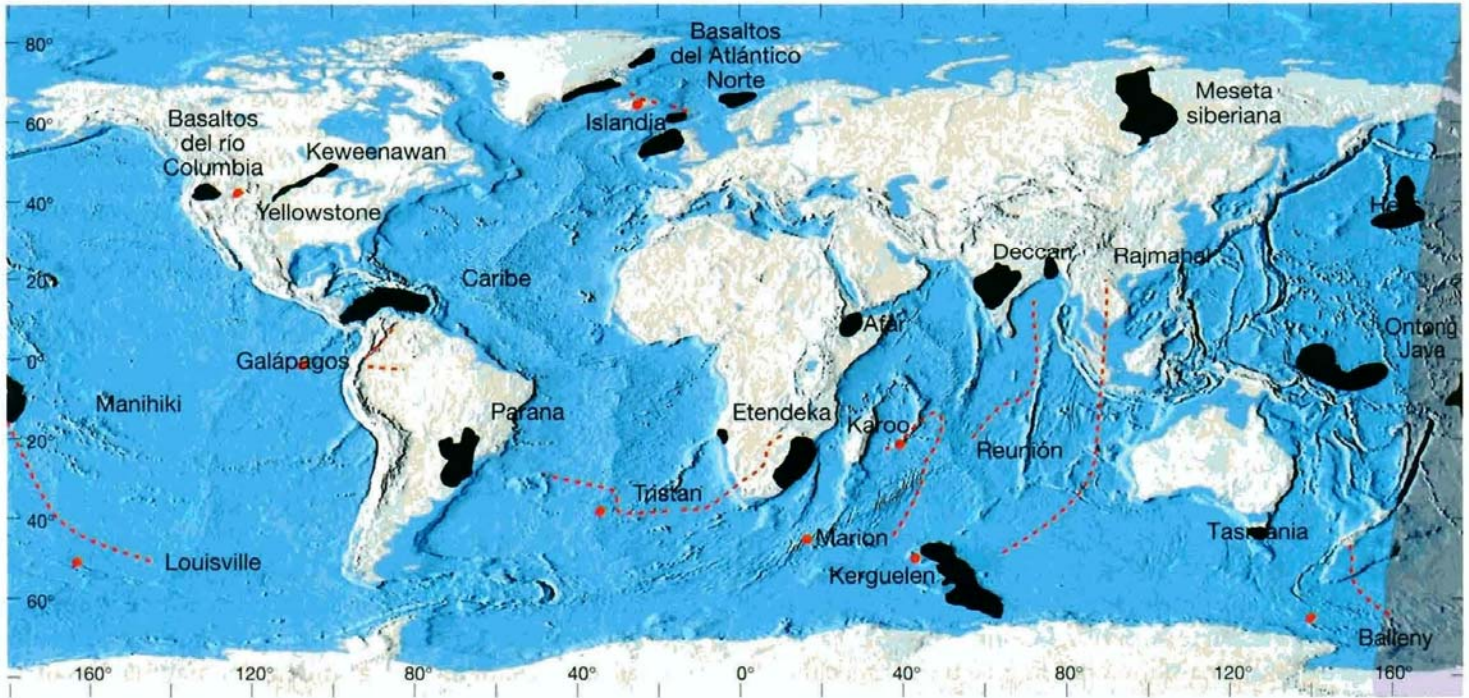 80°
60°
40°
20°
0°
20°
40°
60°
160°
120°
80°
40°
0°
40°
80°
120°
160°
Basaltos
del Atlántico
Norte
Meseta
siberiana
Islandia
Basaltos
del río
Columbia
Keweenawan
Yellowstone
Deccan
Rajmahal
Caribe
Afar
Ontong
Java
Galápagos
Manihiki
Parana
Etendeka
Karoo
Reunión
Tristan
Marion
Tasmania
Louisville
Kerguelen
Balleny